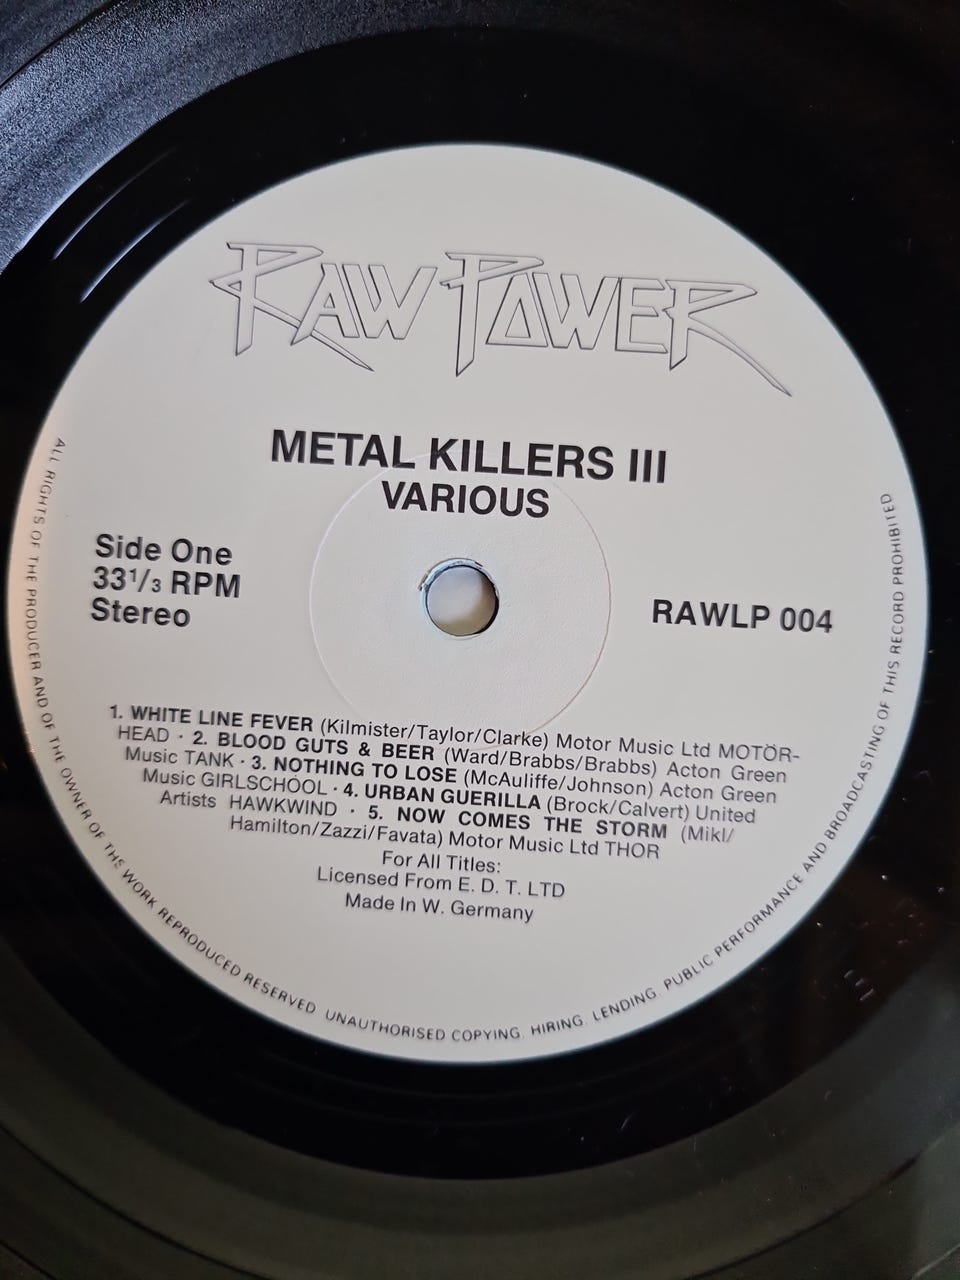 RAW POWER
METAL KILLERS III
VARIOUS
Side One
33¹/₃ RPM
Stereo
RAWLP 004
1. WHITE LINE FEVER (Kilmister/Taylor/Clarke) Motor Music Ltd MOTÖR-
HEAD · 2. BLOOD GUTS & BEER (Ward/Brabbs/Brabbs) Acton Green
Music TANK · 3. NOTHING TO LOSE (McAuliffe/Johnson) Acton Green
Music GIRLSCHOOL · 4. URBAN GUERILLA (Brock/Calvert) United
Artists HAWKWIND · 5. NOW COMES THE STORM (Mikl/
Hamilton/Zazzi/Favata) Motor Music Ltd THOR
For All Titles:
Licensed From E. D. T. LTD
Made In W. Germany
ALL RIGHTS OF THE PRODUCER AND OF THE OWNER OF THE WORK REPRODUCED RESERVED UNAUTHORISED COPYING. HIRING. LENDING. PUBLIC PERFORMANCE AND BROADCASTING OF THIS RECORD PROHIBITED